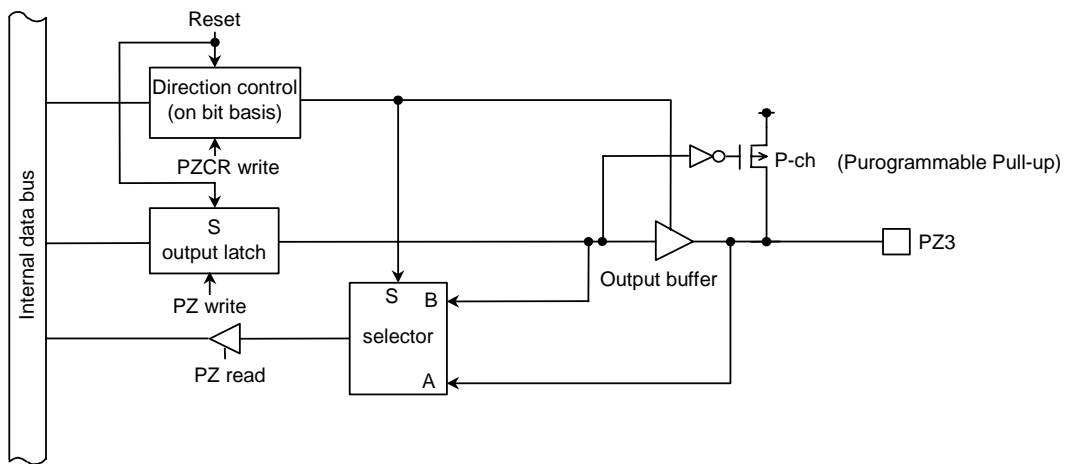 Reset
Direction control
(on bit basis)
PZCR write
P-ch
(Purogrammable Pull-up)
Internal data bus
S
output latch
PZ3
Output buffer
PZ write
S
B
selector
A
PZ read